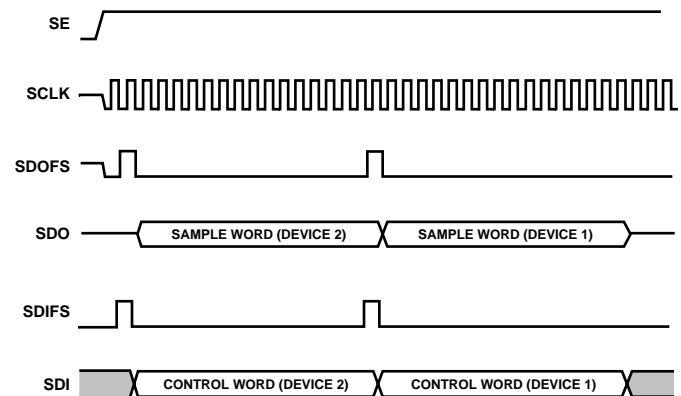 SE
SCLK
SDOFS
SDO SAMPLE WORD (DEVICE 2) SAMPLE WORD (DEVICE 1)
SDIFS
SDI CONTROL WORD (DEVICE 2) CONTROL WORD (DEVICE 1)